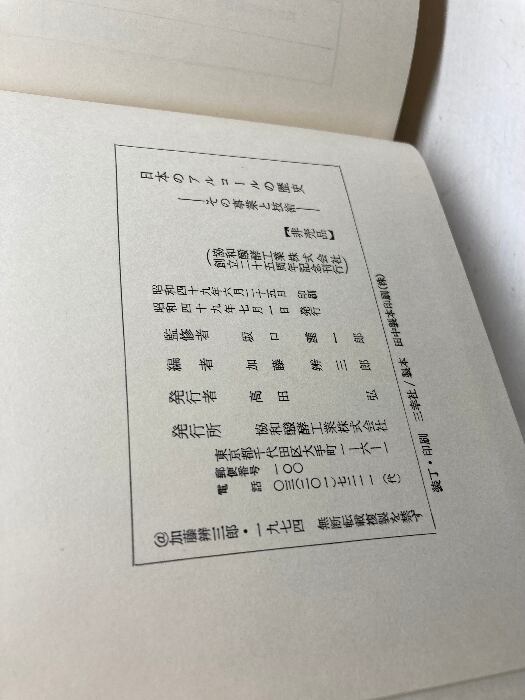 日本のアルコールの歴史
―その事業と技術―
【非売品】
（協和醱酵工業株式会社
創立二十五周年記念刊行）
昭和四十九年六月二十五日 印刷
昭和四十九年七月一日 発行
監修者 坂口謹一郎
編者 加藤辨三郎
発行者 高田弘
発行所 協和醱酵工業株式会社
東京都千代田区大手町一ー六ー一
郵便番号 一〇〇
電話 〇三(二〇一)七二一一(代)
@加藤辨三郎・一九七四 無断転載複製を禁ず
装丁・印刷 三幸社/製本 田中製本印刷(株)